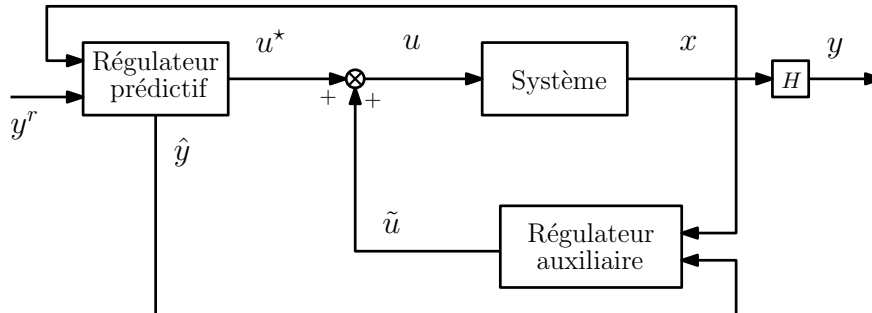 Régulateur
prédictif
u⋆
u
Système
x
H
y
y^r
+
+
ŷ
ũ
Régulateur
auxiliaire